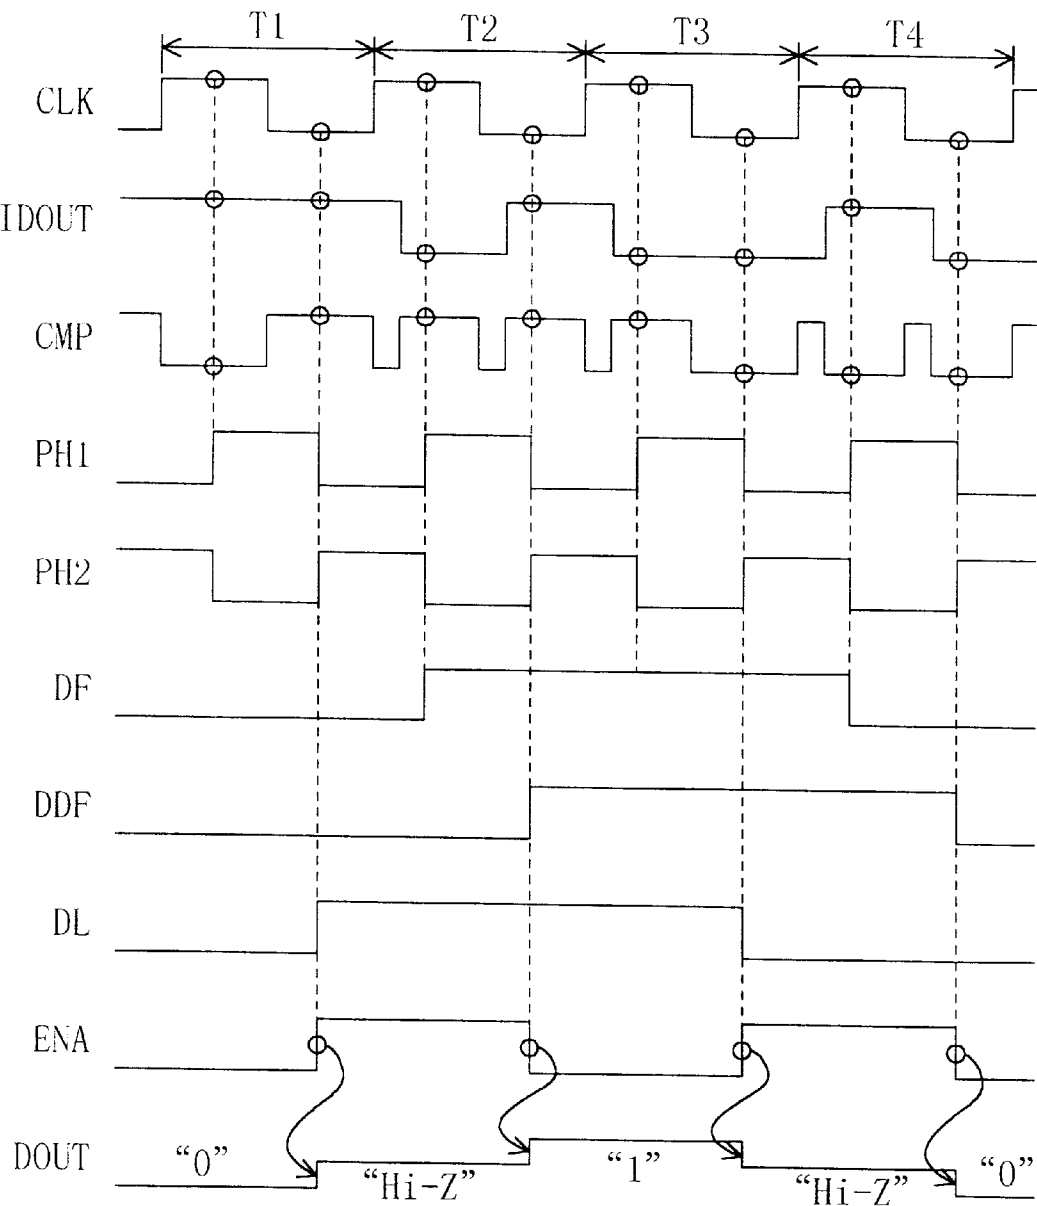 T1 T2 T3 T4
CLK
IDOUT
CMP
PH1
PH2
DF
DDF
DL
ENA
DOUT “0” “Hi-Z” “1” “Hi-Z” “0”